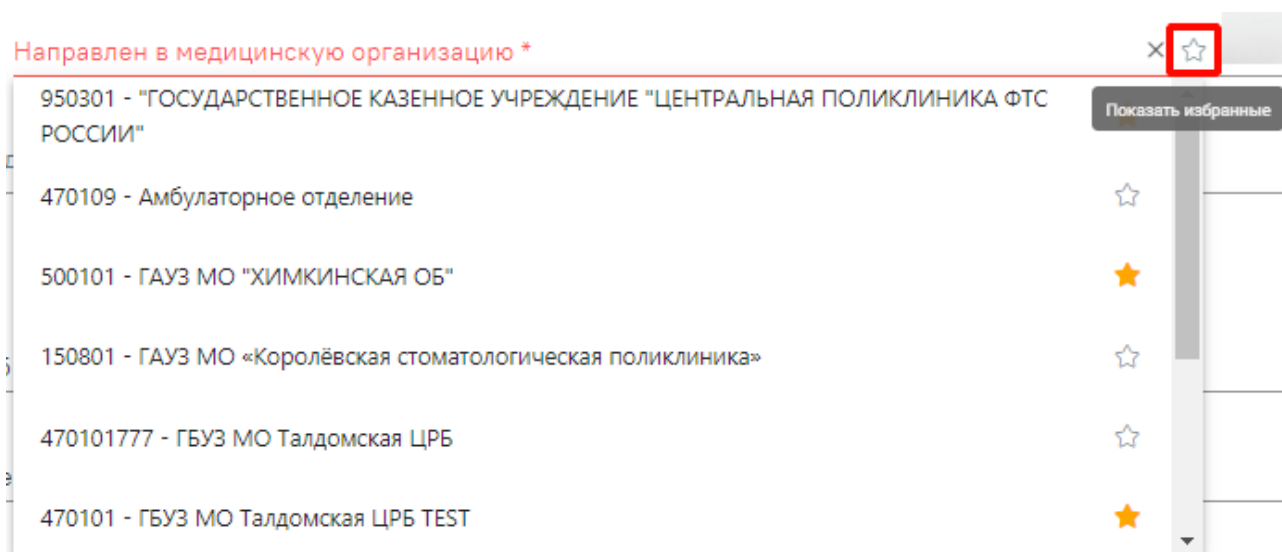 Направлен в медицинскую организацию *
950301 - "ГОСУДАРСТВЕННОЕ КАЗЕННОЕ УЧРЕЖДЕНИЕ "ЦЕНТРАЛЬНАЯ ПОЛИКЛИНИКА ФТС
РОССИИ"
Показать избранные
470109 - Амбулаторное отделение
500101 - ГАУЗ МО "ХИМКИНСКАЯ ОБ"
150801 - ГАУЗ МО «Королёвская стоматологическая поликлиника»
470101777 - ГБУЗ МО Талдомская ЦРБ
470101 - ГБУЗ МО Талдомская ЦРБ TEST